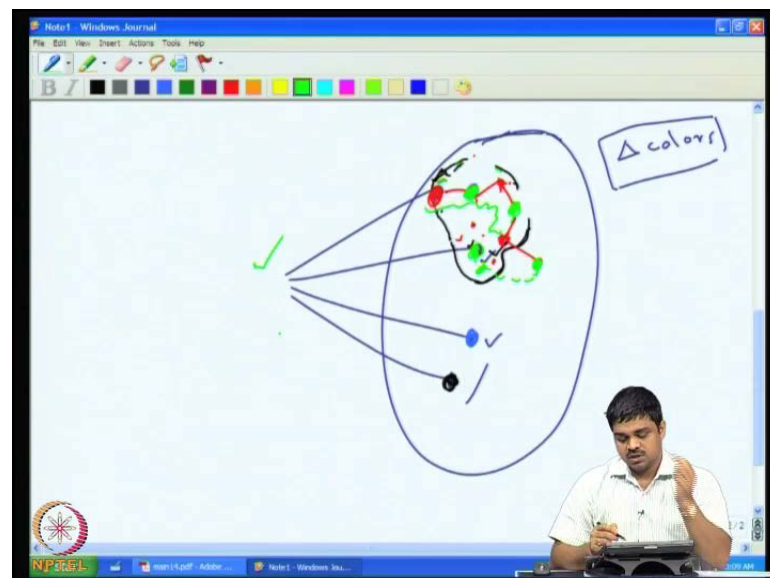 Note1 - Windows Journal
File Edit View Insert Actions Tools Help
B I
Δ colors
NPTEL
Note1 - Windows Jou...